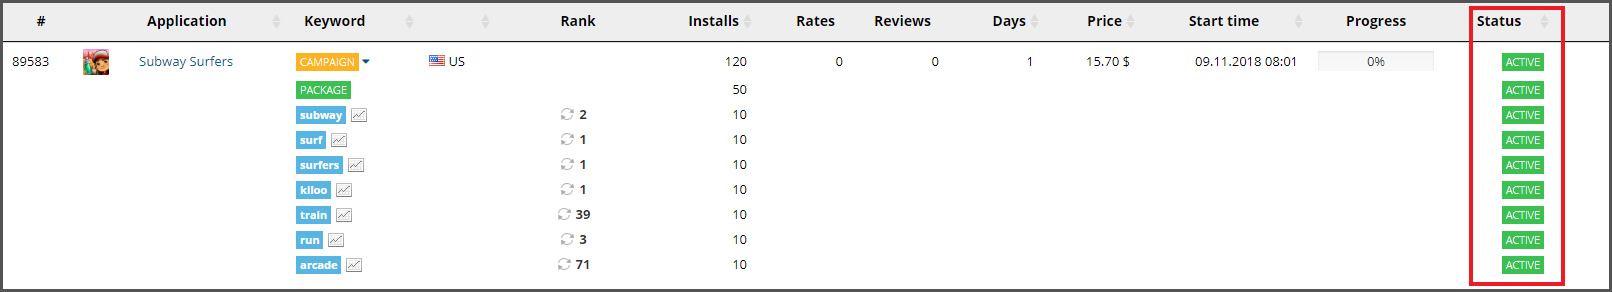 # Application Keyword Rank Installs Rates Reviews Days Price Start time Progress Status
89583 Subway Surfers CAMPAIGN US 120 0 0 1 15.70 $ 09.11.2018 08:01 0% ACTIVE
PACKAGE 50 ACTIVE
subway 2 10 ACTIVE
surf 1 10 ACTIVE
surfers 1 10 ACTIVE
kiloo 1 10 ACTIVE
train 39 10 ACTIVE
run 3 10 ACTIVE
arcade 71 10 ACTIVE